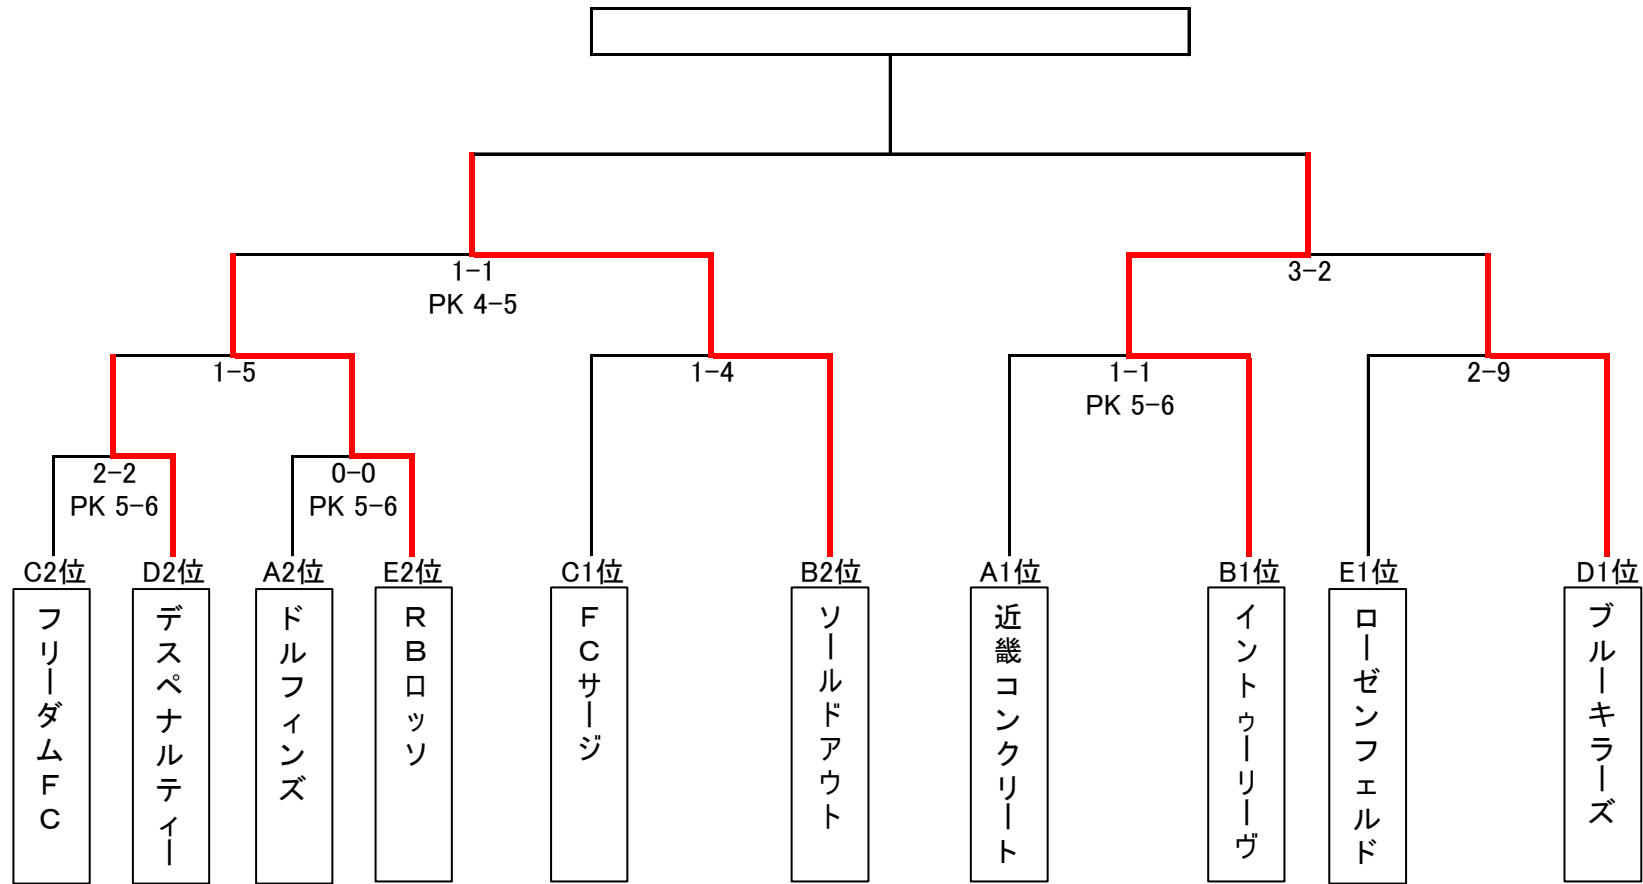 1-1
PK 4-5
3-2
1-5
1-4
1-1
PK 5-6
2-9
2-2
PK 5-6
0-0
PK 5-6
C2位
D2位
A2位
E2位
C1位
B2位
A1位
B1位
E1位
D1位
フリーダムFC
デスペナルティー
ドルフィンズ
RBロッソ
FCサージ
ソールドアウト
近畿コンクリート
イントゥーリーヴ
ローゼンフェルド
ブルーキラーズ